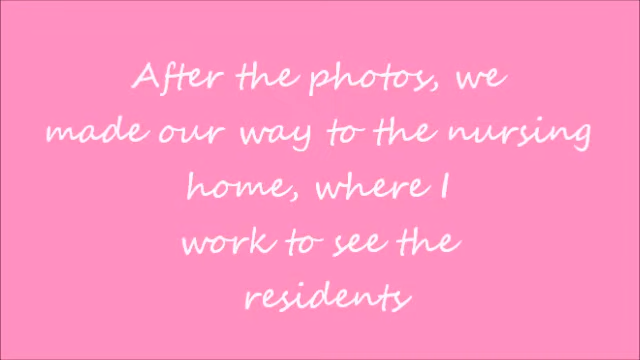 After the photos, we
made our way to the nursing
home, where I
work to see the
residents